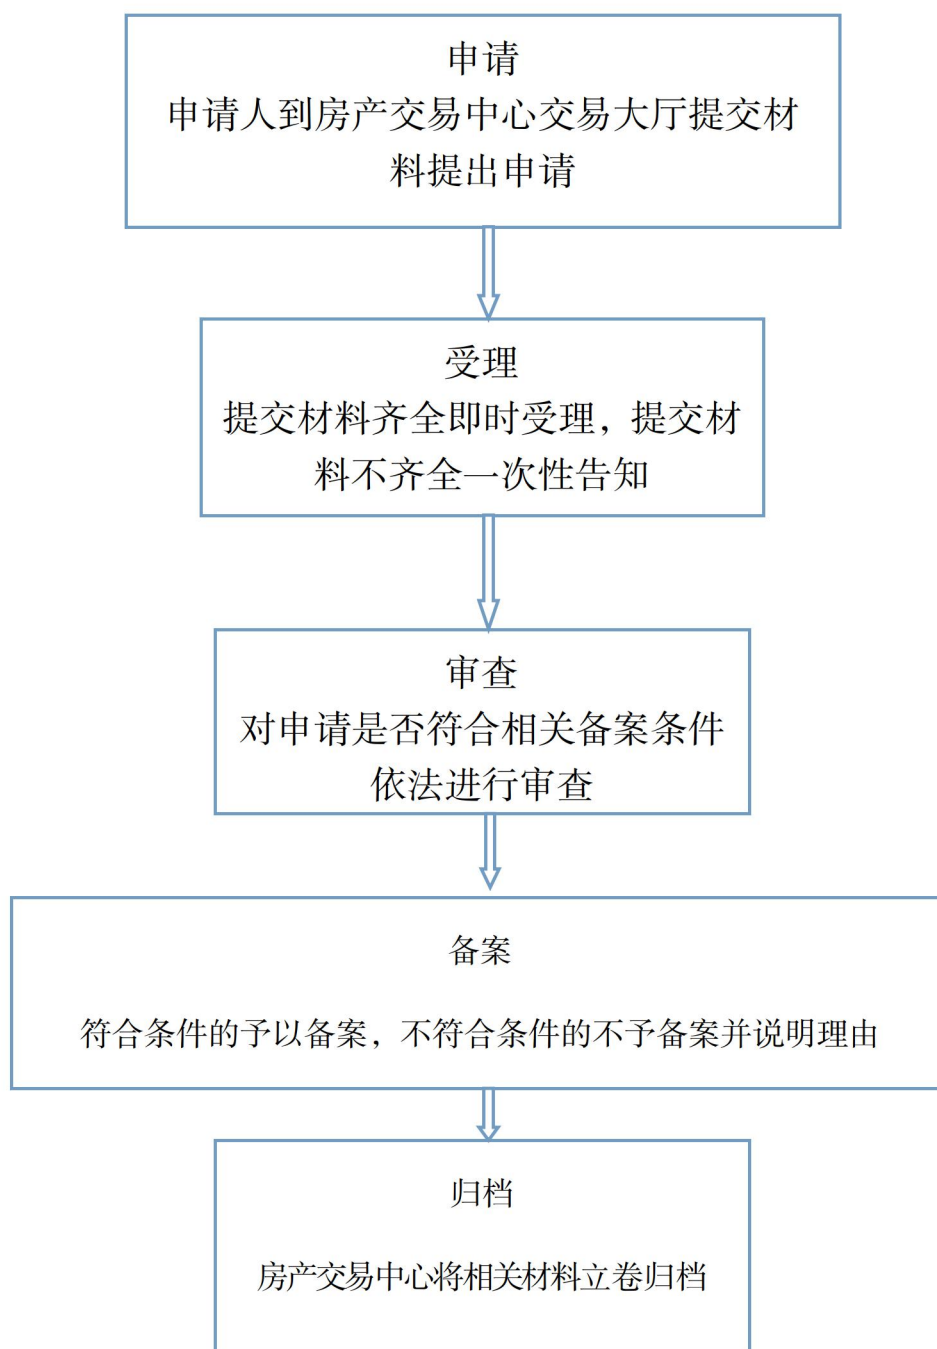 申请
申请人到房产交易中心交易大厅提交材
料提出申请
受理
提交材料齐全即时受理，提交材
料不齐全一次性告知
审查
对申请是否符合相关备案条件
依法进行审查
备案
符合条件的予以备案，不符合条件的不予备案并说明理由
归档
房产交易中心将相关材料立卷归档